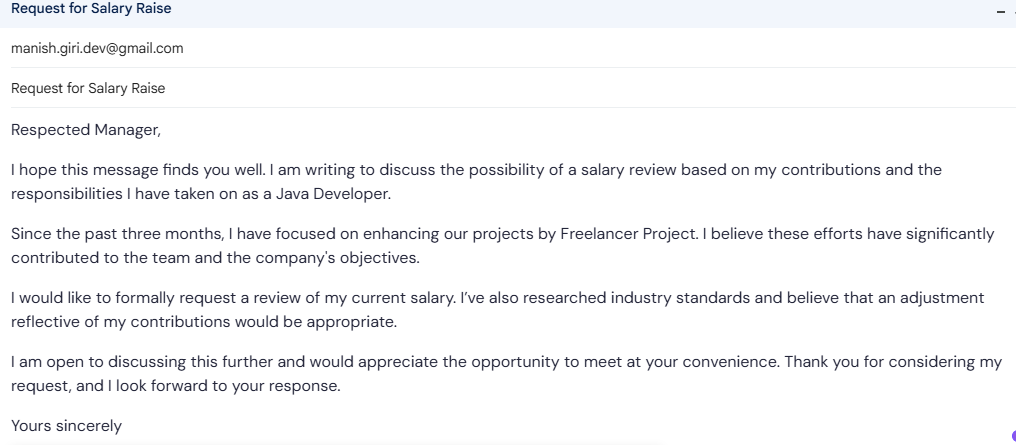 Request for Salary Raise
manish.giri.dev@gmail.com
Request for Salary Raise
Respected Manager,
I hope this message finds you well. I am writing to discuss the possibility of a salary review based on my contributions and the
responsibilities I have taken on as a Java Developer.
Since the past three months, I have focused on enhancing our projects by Freelancer Project. I believe these efforts have significantly
contributed to the team and the company's objectives.
I would like to formally request a review of my current salary. I’ve also researched industry standards and believe that an adjustment
reflective of my contributions would be appropriate.
I am open to discussing this further and would appreciate the opportunity to meet at your convenience. Thank you for considering my
request, and I look forward to your response.
Yours sincerely